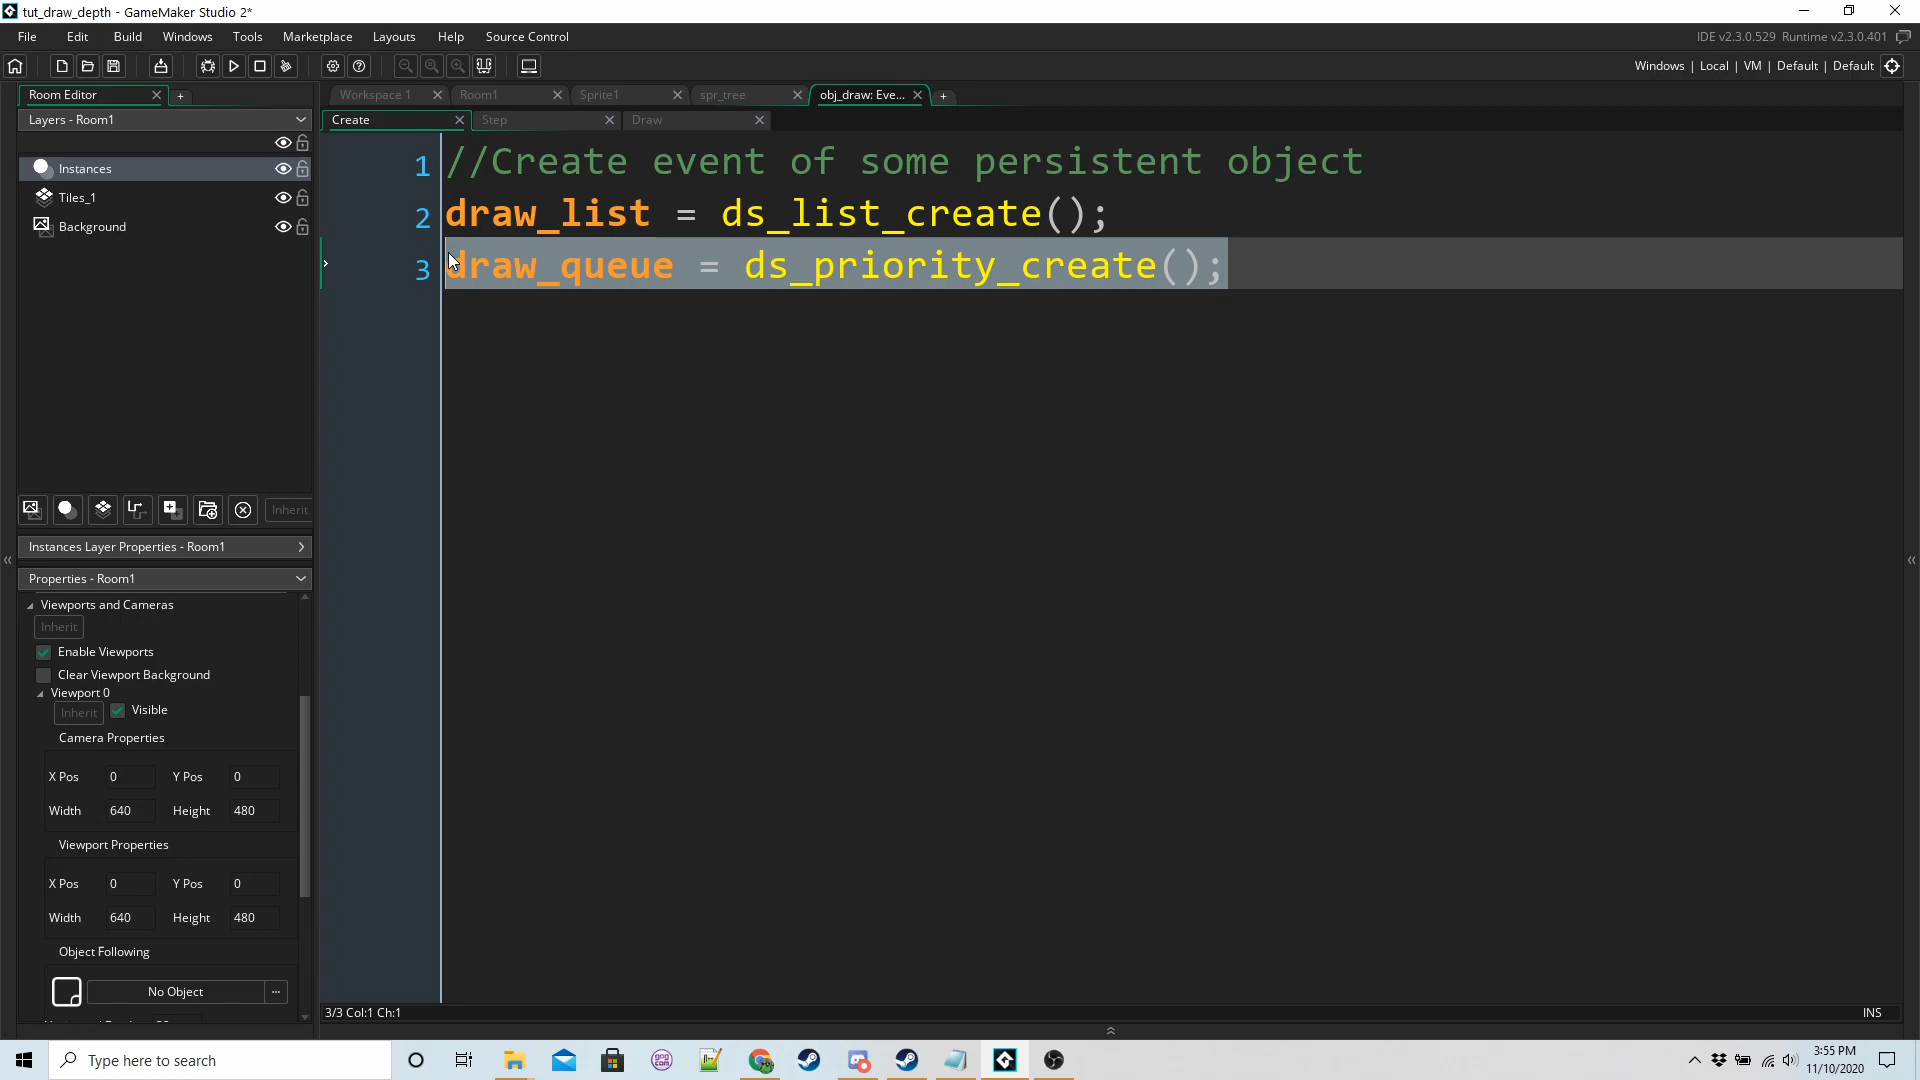 tut_draw_depth - GameMaker Studio 2*
File Edit Build Windows Tools Marketplace Layouts Help Source Control
IDE v2.3.0.529 Runtime v2.3.0.401
Windows | Local | VM | Default | Default
Room Editor
Workspace 1 Room1 Sprite1 spr_tree obj_draw: Eve...
Layers - Room1
Create Step Draw
Instances
Tiles_1
Background
1 //Create event of some persistent object
2 draw_list = ds_list_create();
3 draw_queue = ds_priority_create();
Inherit
Instances Layer Properties - Room1
Properties - Room1
Viewports and Cameras
Inherit
Enable Viewports
Clear Viewport Background
Viewport 0
Inherit Visible
Camera Properties
X Pos 0 Y Pos 0
Width 640 Height 480
Viewport Properties
X Pos 0 Y Pos 0
Width 640 Height 480
Object Following
No Object ...
3/3 Col:1 Ch:1
INS
Type here to search
3:55 PM
11/10/2020